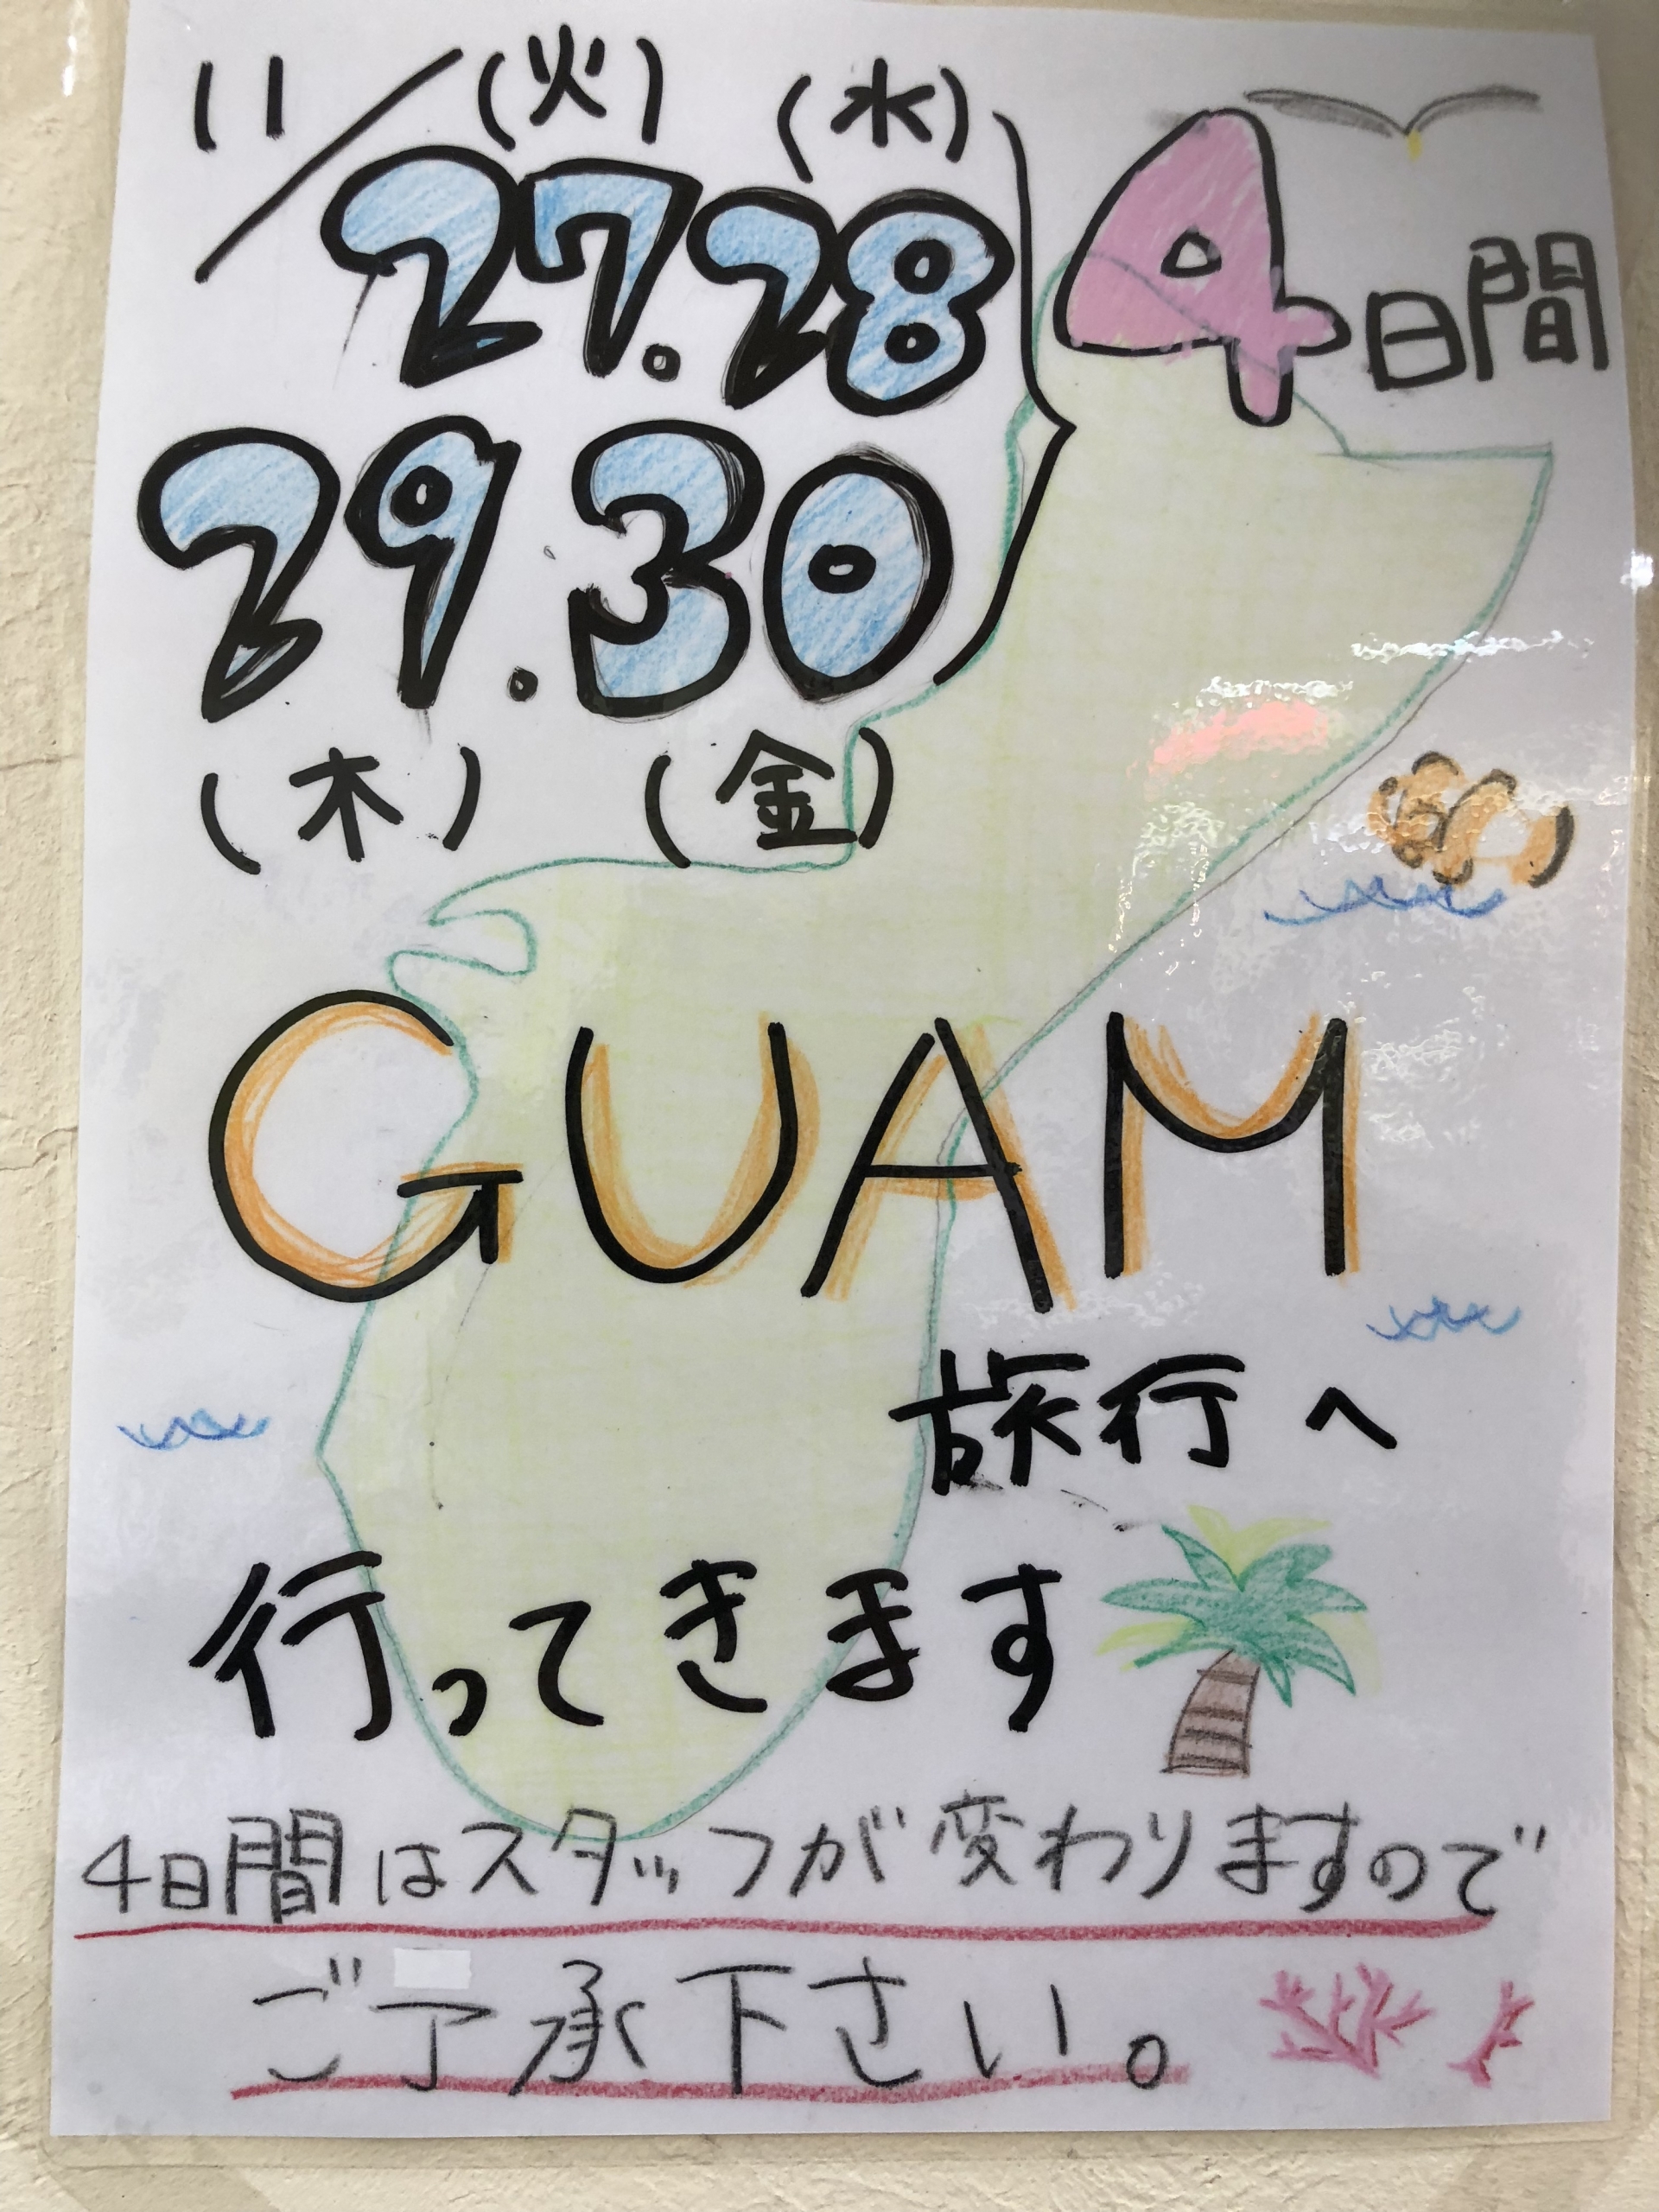 11/ (火) (水)
27.28
4日間
29.30
(木) (金)
GUAM
旅行へ
行ってきます
4日間はスタッフが変わりますので
ご了承下さい。